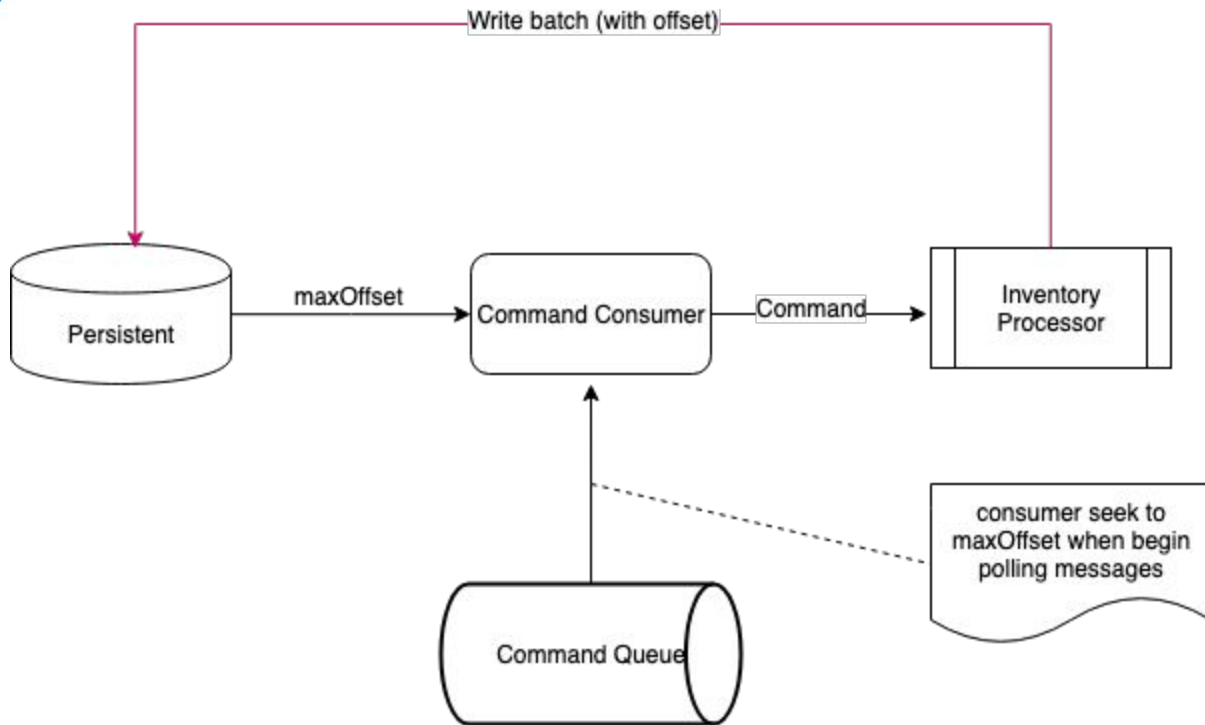 Write batch (with offset)
maxOffset
Persistent
Command Consumer
Command
Inventory
Processor
consumer seek to
maxOffset when begin
polling messages
Command Queue